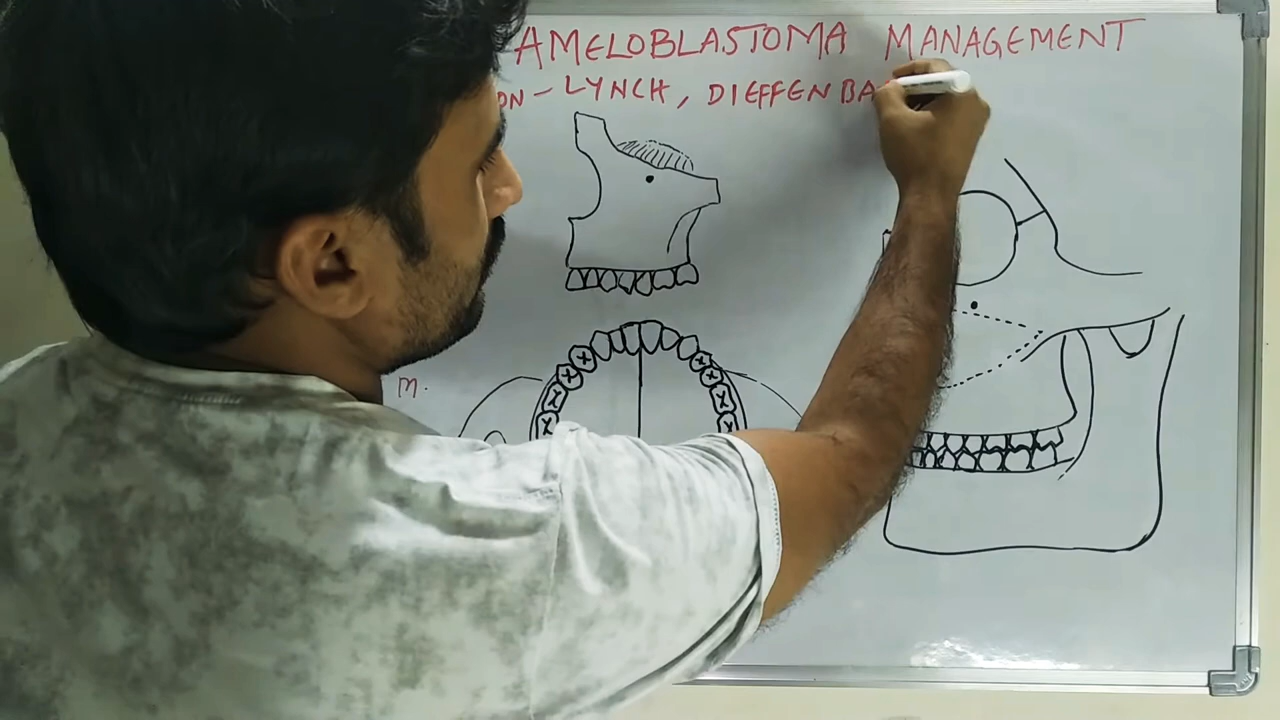 AMELOBLASTOMA MANAGEMENT
ON - LYNCH, DIEFFENBA
M.